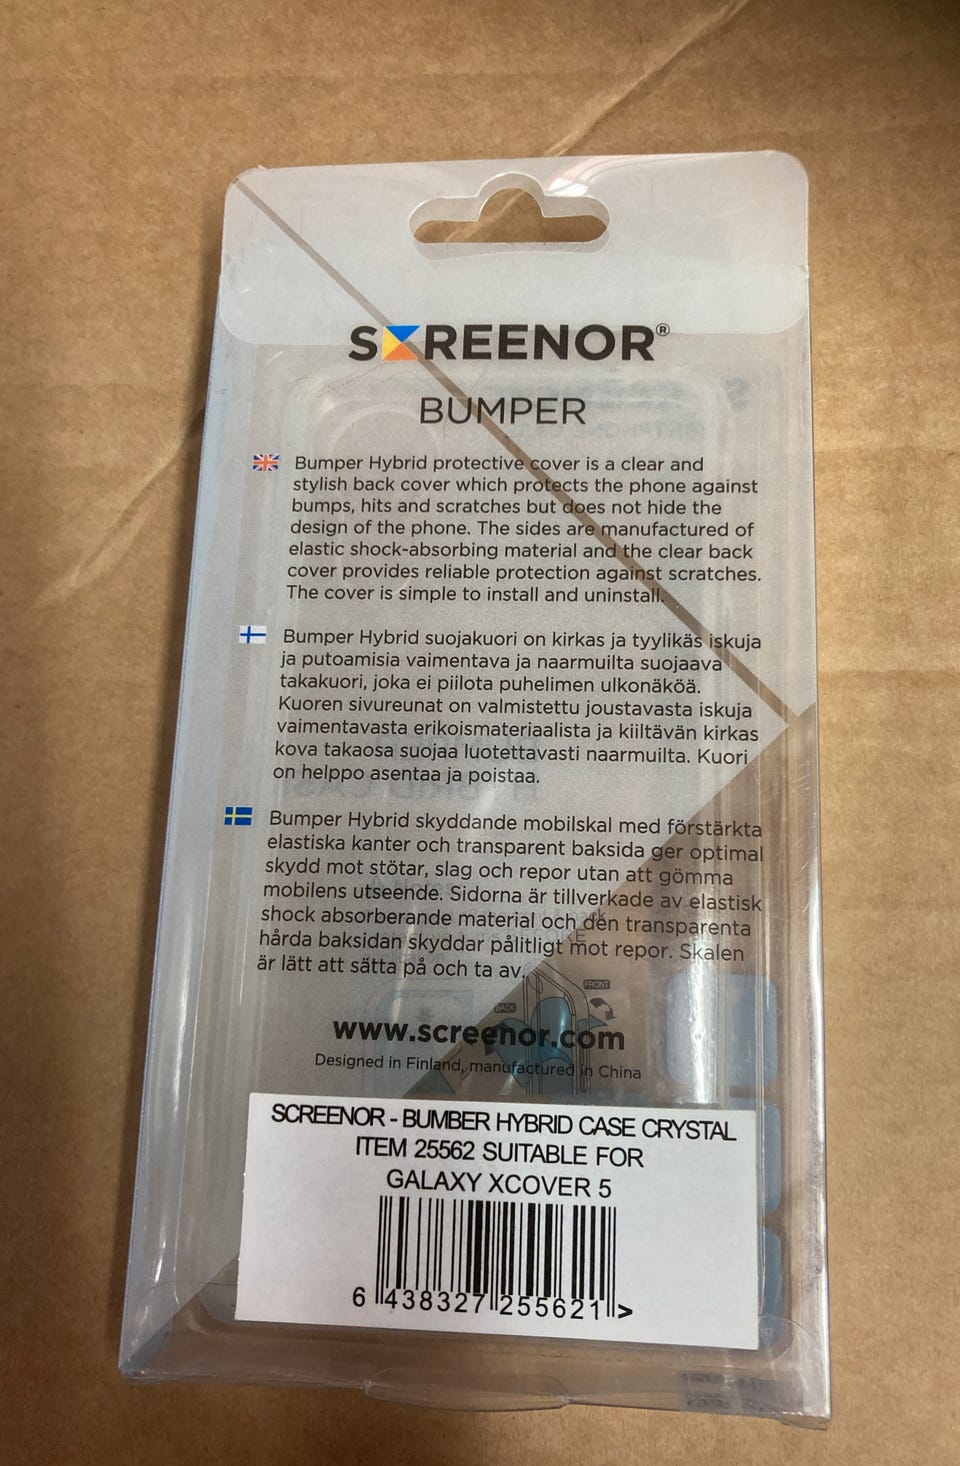 SCREENOR®
BUMPER
Bumper Hybrid protective cover is a clear and
stylish back cover which protects the phone against
bumps, hits and scratches but does not hide the
design of the phone. The sides are manufactured of
elastic shock-absorbing material and the clear back
cover provides reliable protection against scratches.
The cover is simple to install and uninstall.
Bumper Hybrid suojakuori on kirkas ja tyylikäs iskuja
ja putoamisia vaimentava ja naarmuilta suojaava
takakuori, joka ei piilota puhelimen ulkonäköä.
Kuoren sivureunat on valmistettu joustavasta iskuja
vaimentavasta erikoismateriaalista ja kiiltävän kirkas
kova takaosa suojaa luotettavasti naarmuilta. Kuori
on helppo asentaa ja poistaa.
Bumper Hybrid skyddande mobilskal med förstärkta
elastiska kanter och transparent baksida ger optimal
skydd mot stötar, slag och repor utan att gömma
mobilens utseende. Sidorna är tillverkade av elastisk
shock absorberande material och den transparenta
hårda baksidan skyddar pålitligt mot repor. Skalen
är lätt att sätta på och ta av.
FRONT
BACK
www.screenor.com
Designed in Finland, manufactured in China
SCREENOR - BUMBER HYBRID CASE CRYSTAL
ITEM 25562 SUITABLE FOR
GALAXY XCOVER 5
6 438327 255621 >